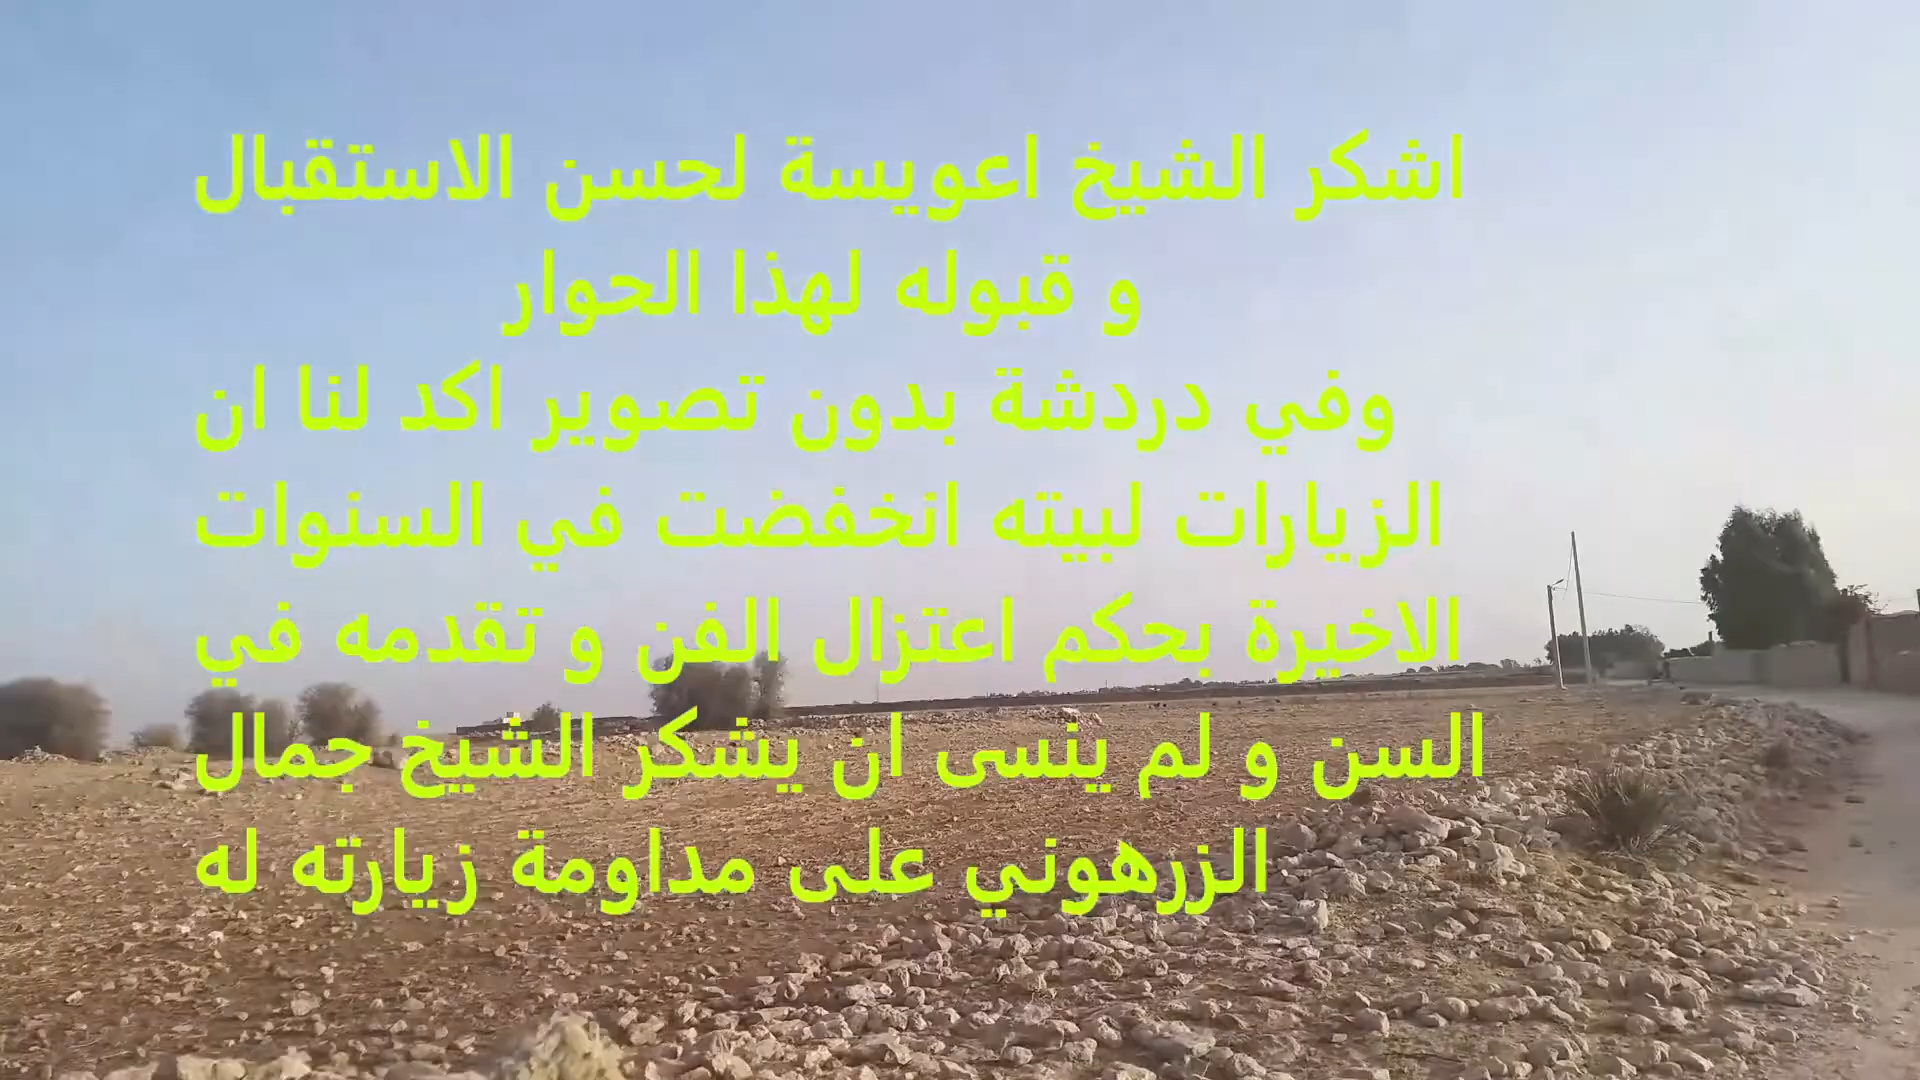 اشكر الشيخ اعويسة لحسن الاستقبال
و قبوله لهذا الحوار
وفي دردشة بدون تصوير اكد لنا ان
الزيارات لبيته انخفضت في السنوات
الاخيرة بحكم اعتزال الفن و تقدمه في
السن و لم ينسى ان يشكر الشيخ جمال
الزرهوني على مداومة زيارته له